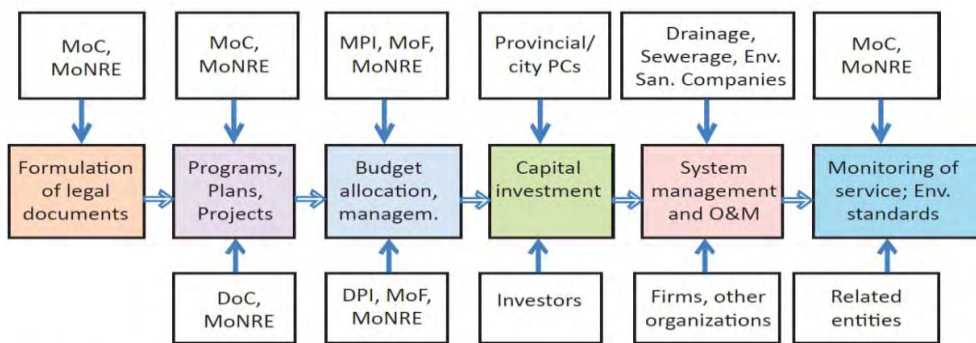 MoC,
MoNRE
MoC,
MoNRE
MPI, MoF,
MoNRE
Provincial/
city PCs
Drainage,
Sewerage, Env.
San. Companies
MoC,
MoNRE
Formulation
of legal
documents
Programs,
Plans,
Projects
Budget
allocation,
managem.
Capital
investment
System
management
and O&M
Monitoring of
service; Env.
standards
DoC,
MoNRE
DPI, MoF,
MoNRE
Investors
Firms, other
organizations
Related
entities